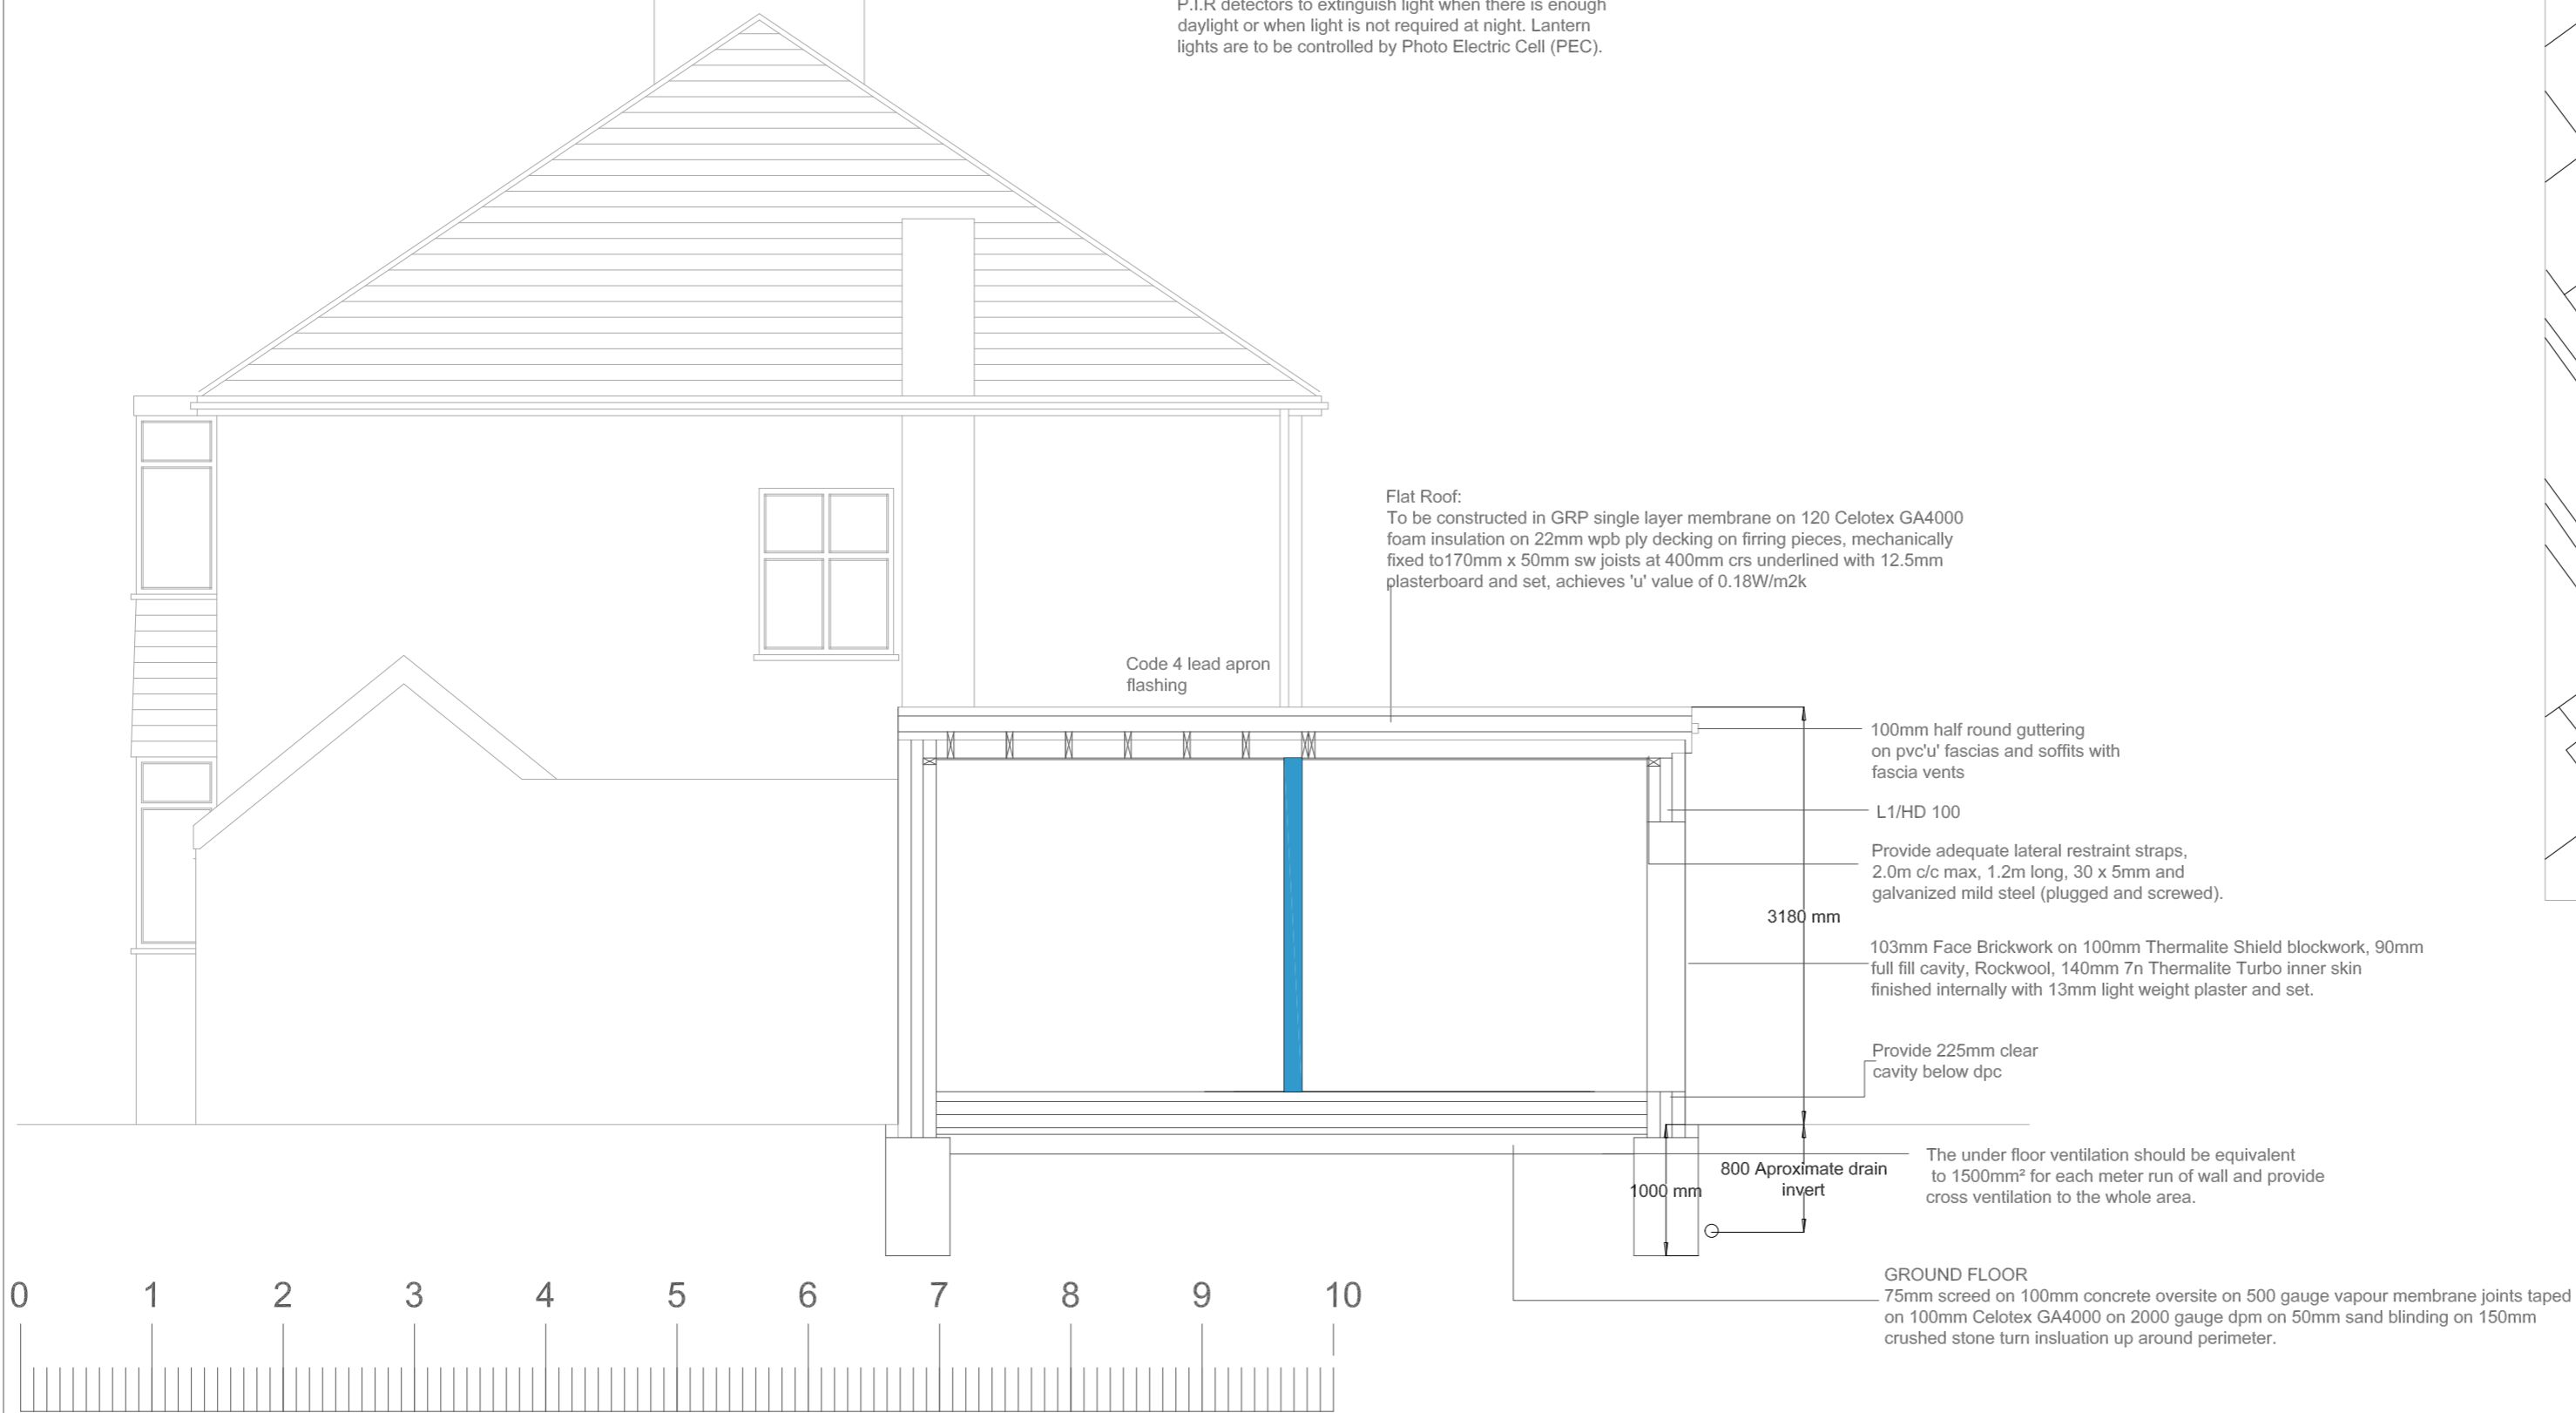 P.I.R detectors to extinguish light when there is enough
daylight or when light is not required at night. Lantern
lights are to be controlled by Photo Electric Cell (PEC).
Flat Roof:
To be constructed in GRP single layer membrane on 120 Celotex GA4000
foam insulation on 22mm wpb ply decking on firring pieces, mechanically
fixed to170mm x 50mm sw joists at 400mm crs underlined with 12.5mm
plasterboard and set, achieves 'u' value of 0.18W/m2k
Code 4 lead apron
flashing
100mm half round guttering
on pvc'u' fascias and soffits with
fascia vents
L1/HD 100
Provide adequate lateral restraint straps,
2.0m c/c max, 1.2m long, 30 x 5mm and
galvanized mild steel (plugged and screwed).
3180 mm
103mm Face Brickwork on 100mm Thermalite Shield blockwork, 90mm
full fill cavity, Rockwool, 140mm 7n Thermalite Turbo inner skin
finished internally with 13mm light weight plaster and set.
Provide 225mm clear
cavity below dpc
The under floor ventilation should be equivalent
to 1500mm² for each meter run of wall and provide
cross ventilation to the whole area.
800 Aproximate drain
invert
1000 mm
GROUND FLOOR
75mm screed on 100mm concrete oversite on 500 gauge vapour membrane joints taped
on 100mm Celotex GA4000 on 2000 gauge dpm on 50mm sand blinding on 150mm
crushed stone turn insluation up around perimeter.
0 1 2 3 4 5 6 7 8 9 10